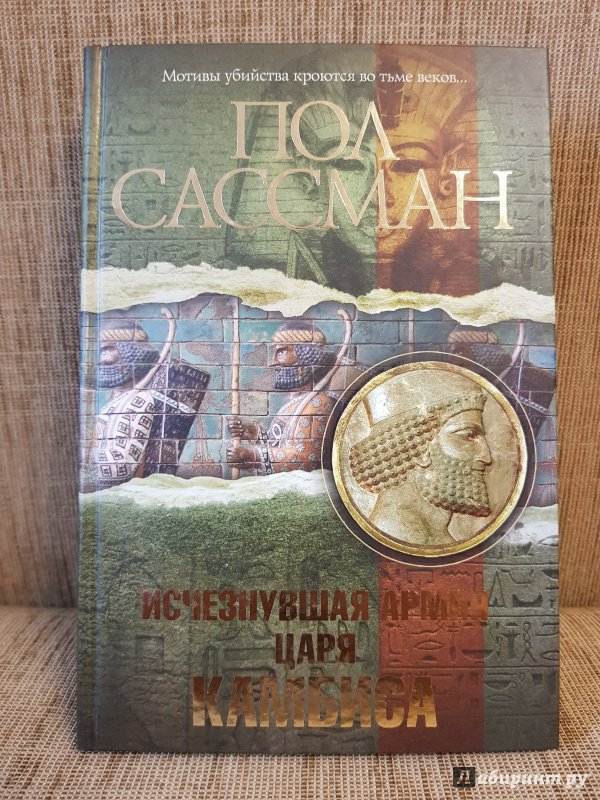 Мотивы убийства кроются во тьме веков...
ПОЛ
САССМАН
ИСЧЕЗНУВШАЯ АРМИЯ
ЦАРЯ
КАМБИСА
Лабиринт.ру